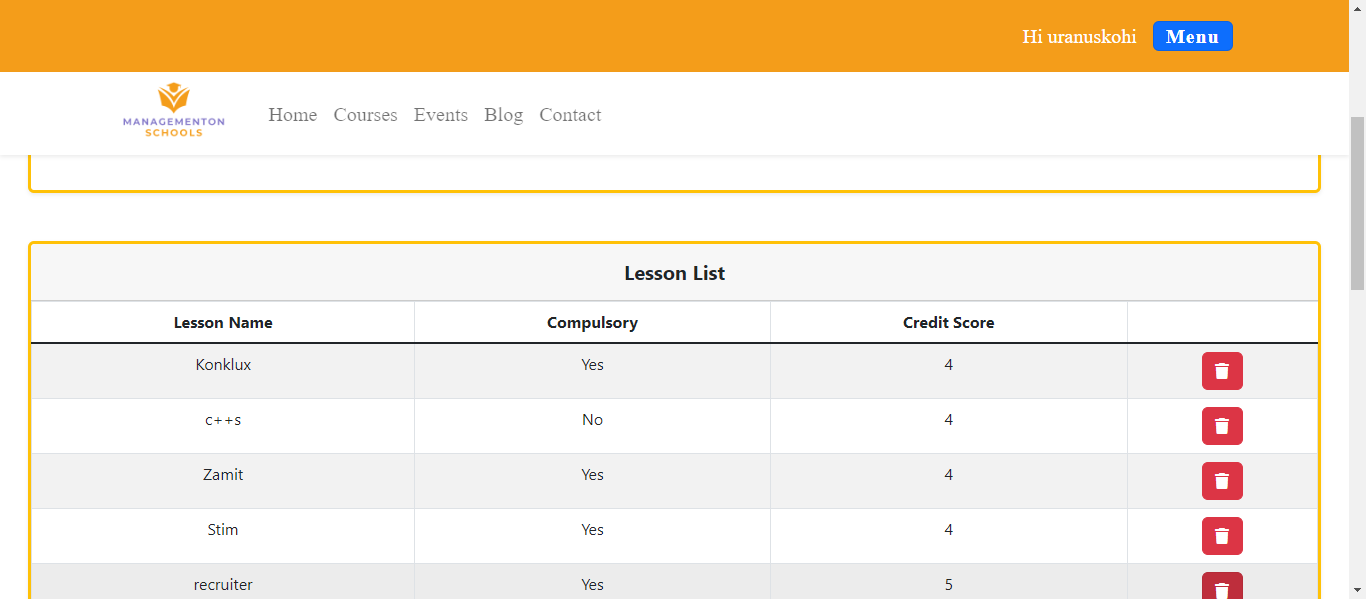 Hi uranuskohi Menu
MANAGEMENTON
SCHOOLS
Home Courses Events Blog Contact
Lesson List
Lesson Name Compulsory Credit Score
Konklux Yes 4
c++s No 4
Zamit Yes 4
Stim Yes 4
recruiter Yes 5